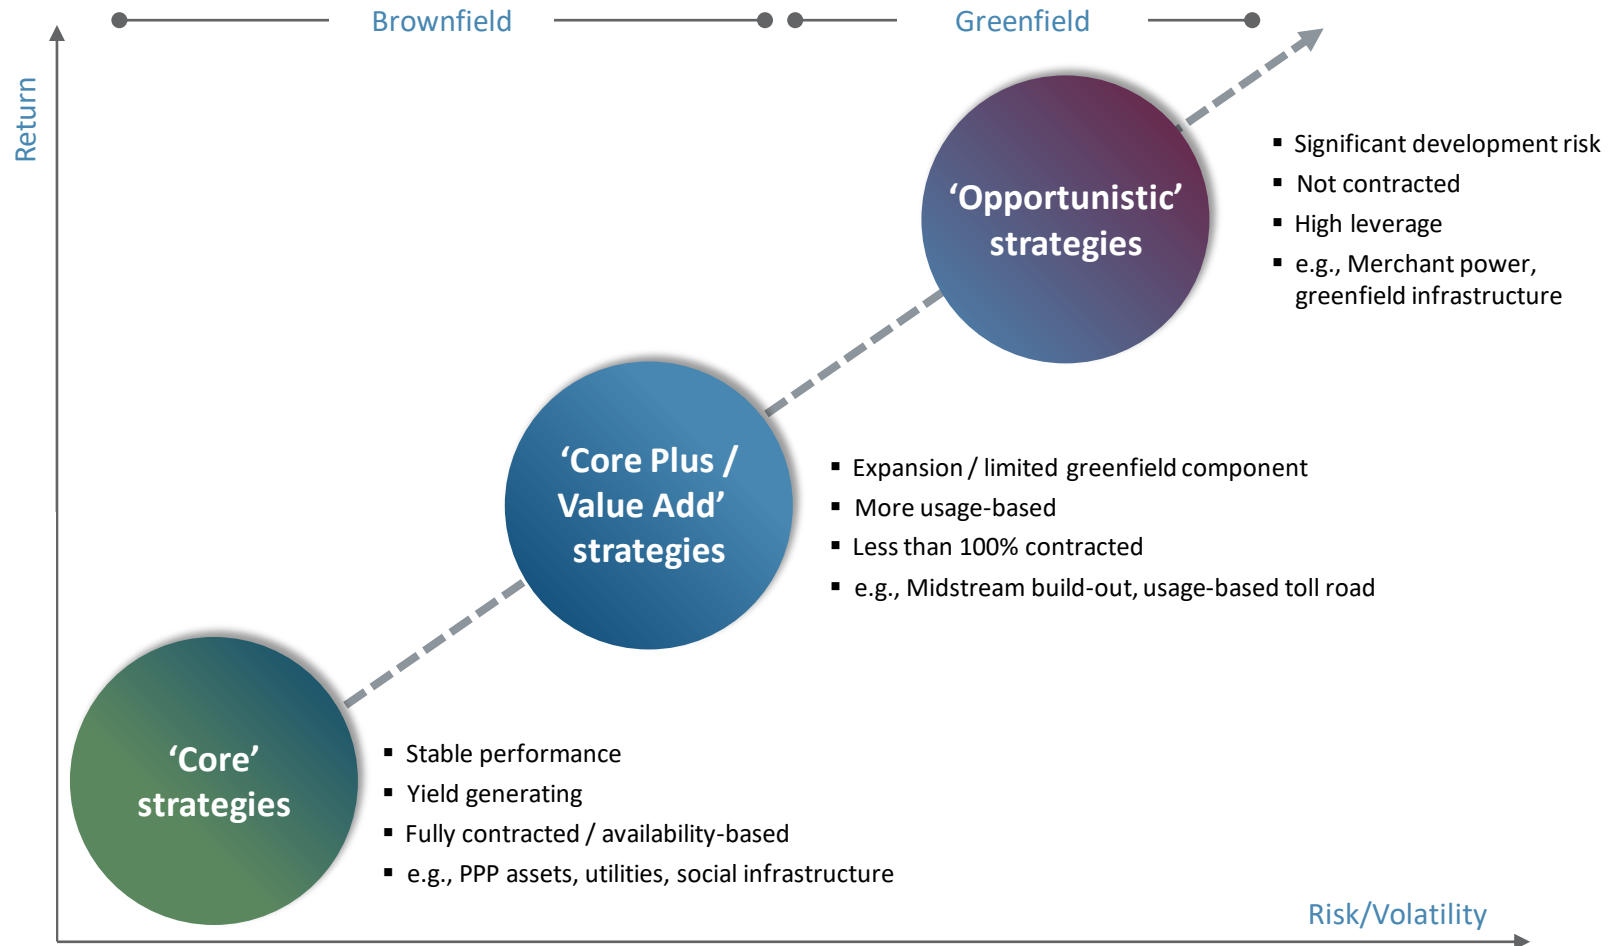 Brownfield
Greenfield
Return
‘Opportunistic’
strategies
▪ Significant development risk
▪ Not contracted
▪ High leverage
▪ e.g., Merchant power,
greenfield infrastructure
‘Core Plus /
Value Add’
strategies
▪ Expansion / limited greenfield component
▪ More usage-based
▪ Less than 100% contracted
▪ e.g., Midstream build-out, usage-based toll road
‘Core’
strategies
▪ Stable performance
▪ Yield generating
▪ Fully contracted / availability-based
▪ e.g., PPP assets, utilities, social infrastructure
Risk/Volatility